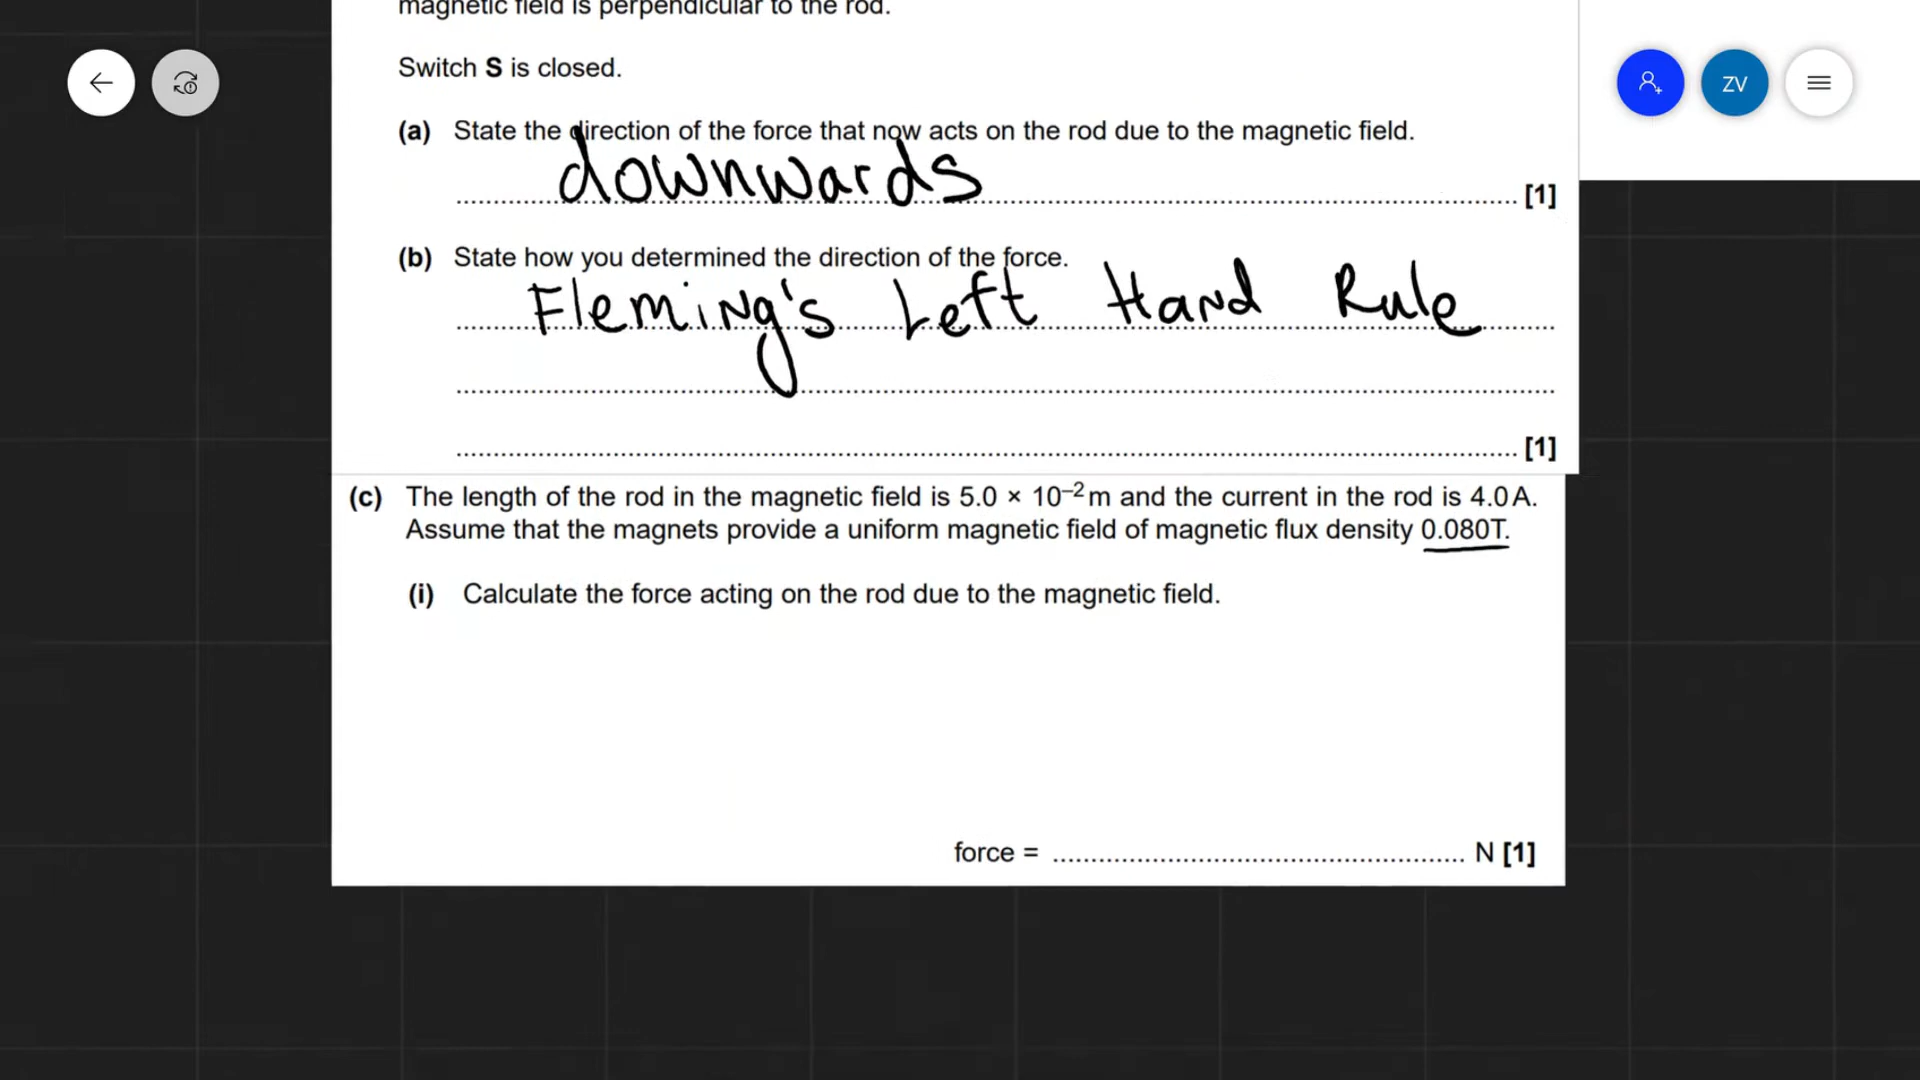 magnetic field is perpendicular to the rod.
Switch S is closed.
(a) State the direction of the force that now acts on the rod due to the magnetic field.
downwards
[1]
(b) State how you determined the direction of the force.
Fleming's Left Hand Rule
[1]
(c) The length of the rod in the magnetic field is 5.0 × 10⁻² m and the current in the rod is 4.0 A.
Assume that the magnets provide a uniform magnetic field of magnetic flux density 0.080T.
(i) Calculate the force acting on the rod due to the magnetic field.
force = ........................................................ N [1]
ZV